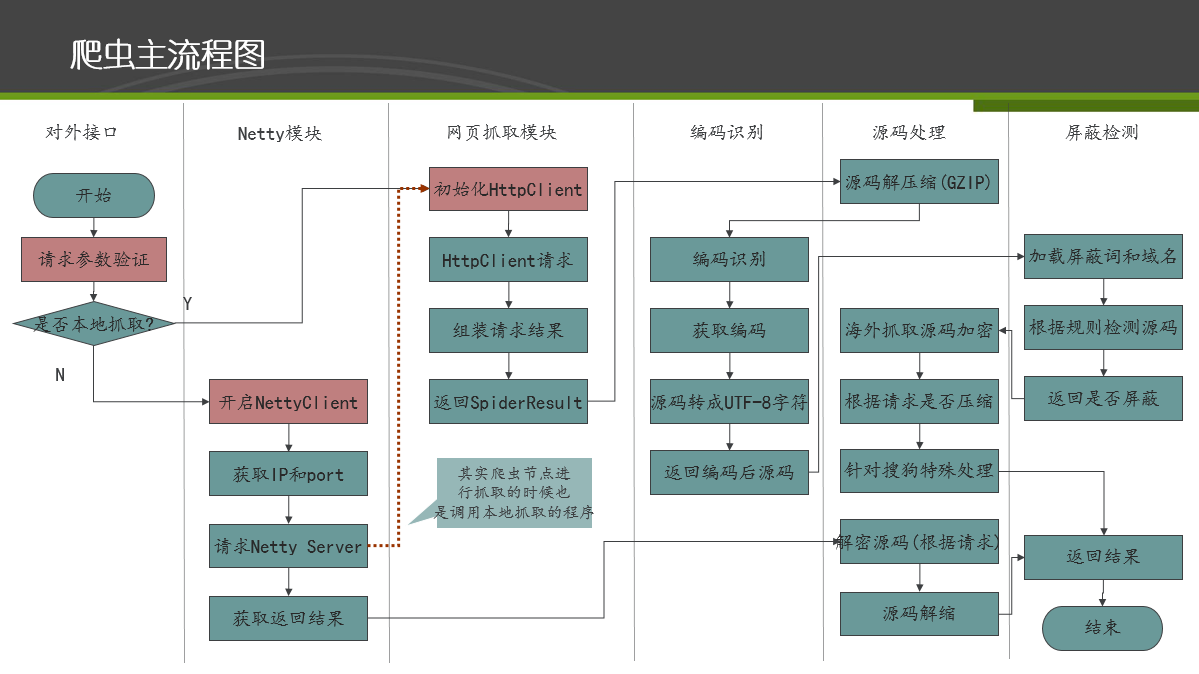 爬虫主流程图
对外接口
Netty模块
网页抓取模块
编码识别
源码处理
屏蔽检测
开始
请求参数验证
是否本地抓取?
Y
N
开启NettyClient
获取IP和port
请求Netty Server
获取返回结果
初始化HttpClient
HttpClient请求
组装请求结果
返回SpiderResult
其实爬虫节点进
行抓取的时候也
是调用本地抓取的程序
编码识别
获取编码
源码转成UTF-8字符
返回编码后源码
源码解压缩(GZIP)
海外抓取源码加密
根据请求是否压缩
针对搜狗特殊处理
解密源码(根据请求)
源码解缩
加载屏蔽词和域名
根据规则检测源码
返回是否屏蔽
返回结果
结束